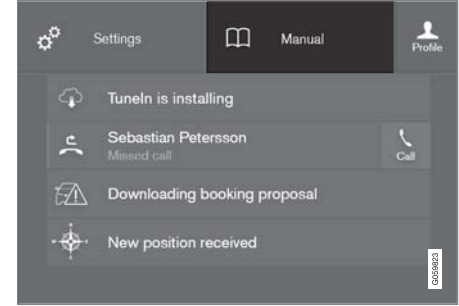 Settings
Manual
Profile
TuneIn is installing
Sebastian Petersson
Missed call
Call
Downloading booking proposal
New position received
G059823